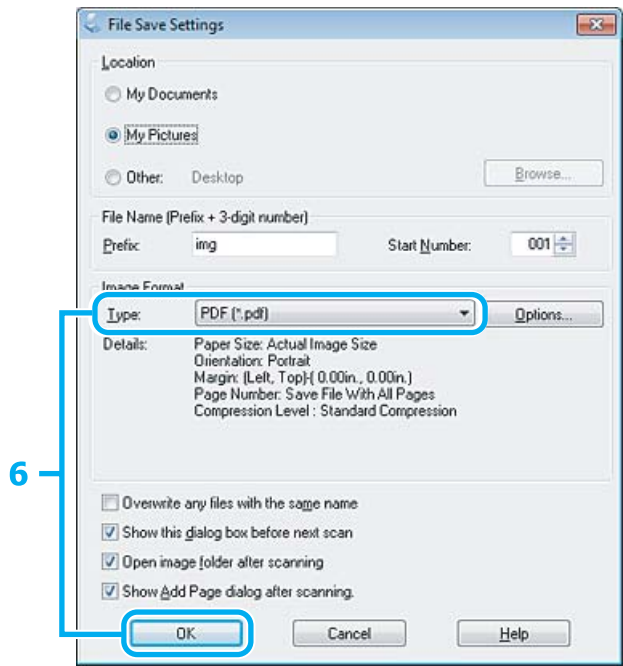 File Save Settings
Location
My Documents
My Pictures
Other: Desktop Browse...
File Name (Prefix + 3-digit number)
Prefix: img Start Number: 001
Image Format
Type: PDF (*.pdf) Options...
Details: Paper Size: Actual Image Size
Orientation: Portrait
Margin: (Left, Top)-( 0.00in., 0.00in.)
Page Number: Save File With All Pages
Compression Level : Standard Compression
6
Overwrite any files with the same name
Show this dialog box before next scan
Open image folder after scanning
Show Add Page dialog after scanning.
OK Cancel Help